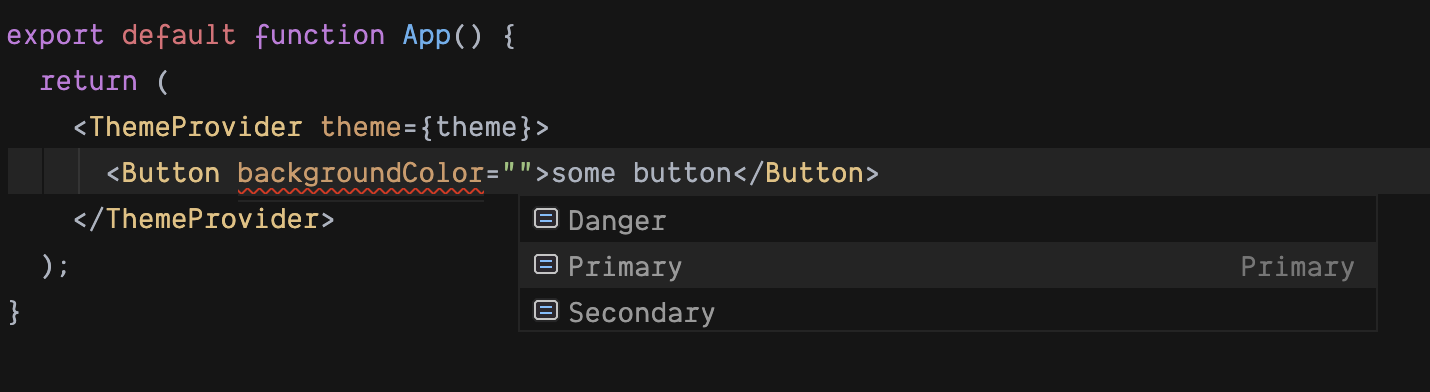 export default function App() {
return (
<ThemeProvider theme={theme}>
<Button backgroundColor="">some button</Button>
</ThemeProvider>
Danger
);
Primary Primary
}
Secondary